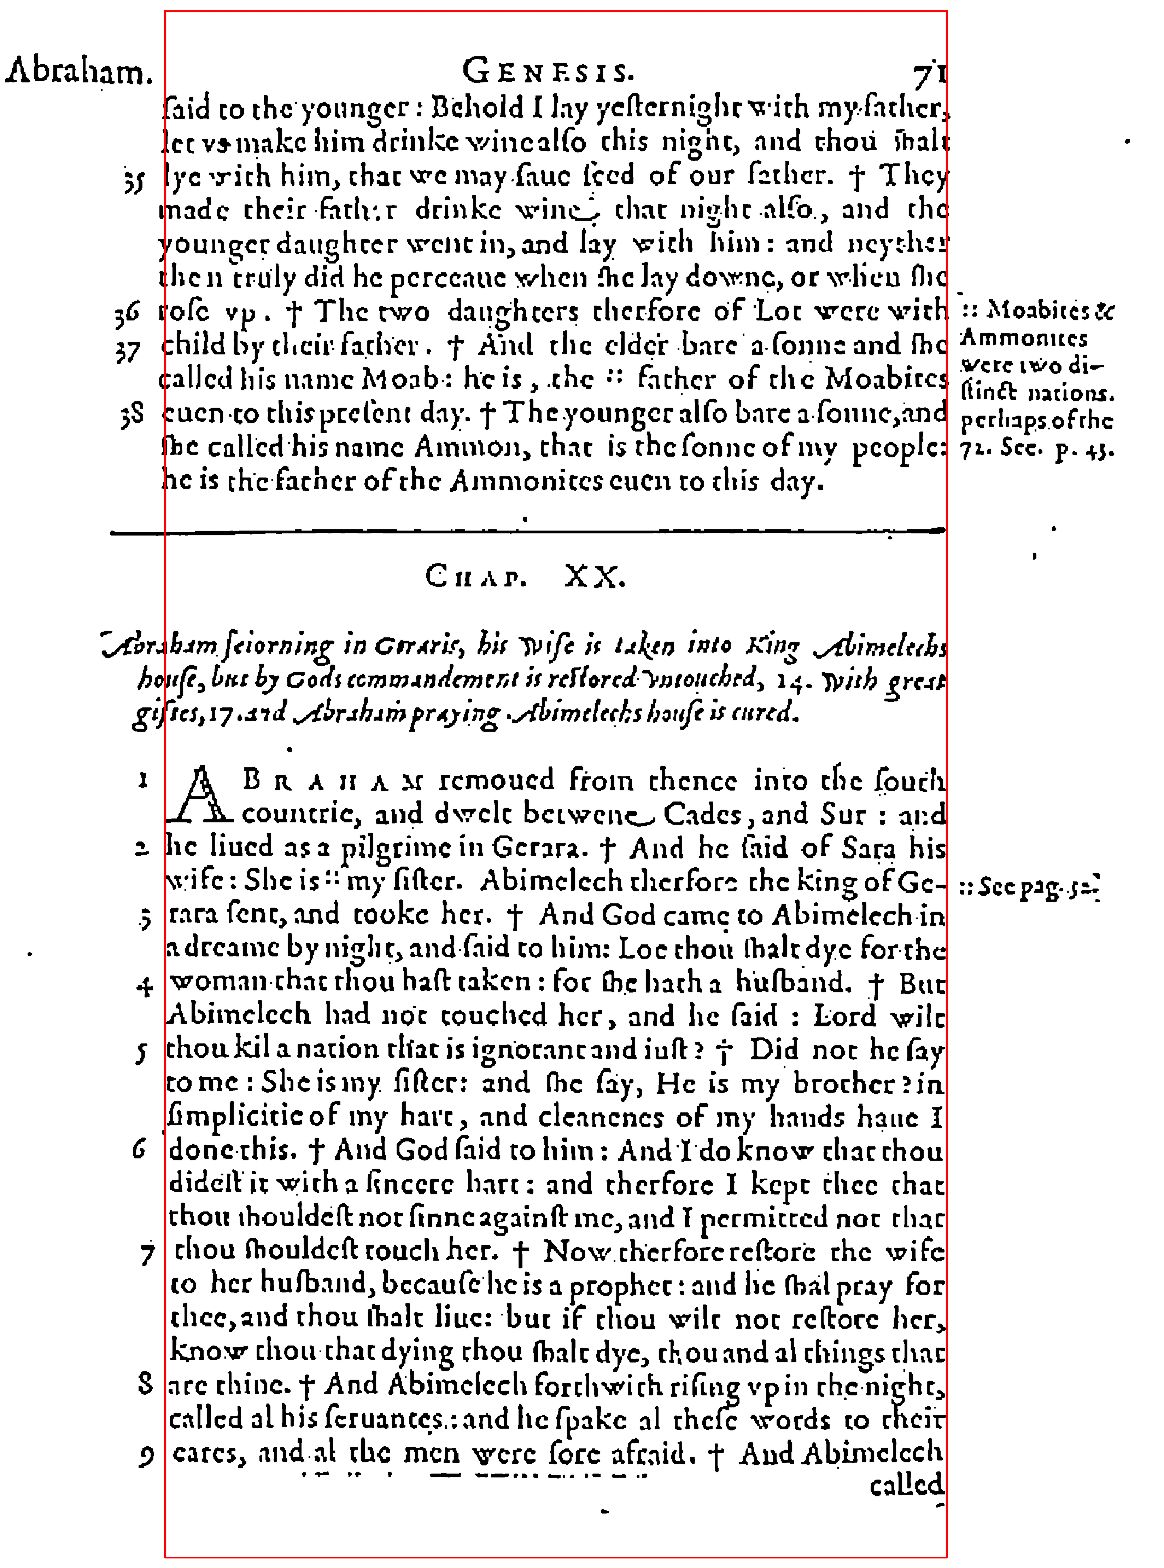 Abraham. GENESIS. 71
ſaid to the younger: Behold I lay yeſternight with my father,
let vs make him drinke wine alſo this night, and thou ſhalt
35 lye with him, that we may ſaue ſeed of our father. † They
made their father drinke wine that night alſo, and the
younger daughter went in, and lay with him: and neyther
then truly did he perceaue when ſhe lay downe, or when ſhe
36 roſe vp. † The two daughters therfore of Lot were with
:: Moabites &
37 child by their father. † And the elder bare a ſonne and ſhe
Ammonites
called his name Moab: he is, the :: father of the Moabites
were two di-
ſtinct nations.
38 euen to this preſent day. † The younger alſo bare a ſonne, and
perhaps of the
ſhe called his name Ammon, that is the ſonne of my people:
72. See. p. 43.
he is the father of the Ammonites euen to this day.
CHAP. XX.
Abraham ſeiorning in Geraris, his wife is taken into King Abimelechs
houſe, but by Gods commandement is reſtored vntouched, 14. with great
giftes, 17. and Abraham praying Abimelechs houſe is cured.
1 ABRAHAM remoued from thence into the ſouth
countrie, and dwelt betwene Cades, and Sur: and
2 he liued as a pilgrime in Gerara. † And he ſaid of Sara his
wife: She is :: my ſiſter. Abimelech therfore the king of Ge-
:: See pag. 52.
3 rara ſent, and tooke her. † And God came to Abimelech in
a dreame by night, and ſaid to him: Loe thou ſhalt dye for the
4 woman that thou haſt taken: for ſhe hath a huſband. † But
Abimelech had not touched her, and he ſaid: Lord wilt
5 thou kil a nation that is ignorant and iuſt? † Did not he ſay
to me: She is my ſiſter: and ſhe ſay, He is my brother? in
ſimplicitie of my hart, and cleanenes of my hands haue I
6 done this. † And God ſaid to him: And I do know that thou
dideſt it with a ſincere hart: and therfore I kept thee that
thou ſhouldeſt not ſinne againſt me, and I permitted not that
7 thou ſhouldeſt touch her. † Now therfore reſtore the wife
to her huſband, becauſe he is a prophet: and he ſhal pray for
thee, and thou ſhalt liue: but if thou wilt not reſtore her,
know thou that dying thou ſhalt dye, thou and al things that
8 are thine. † And Abimelech forthwith riſing vp in the night,
called al his ſeruantes: and he ſpake al theſe words to their
9 eares, and al the men were ſore afraid. † And Abimelech
called